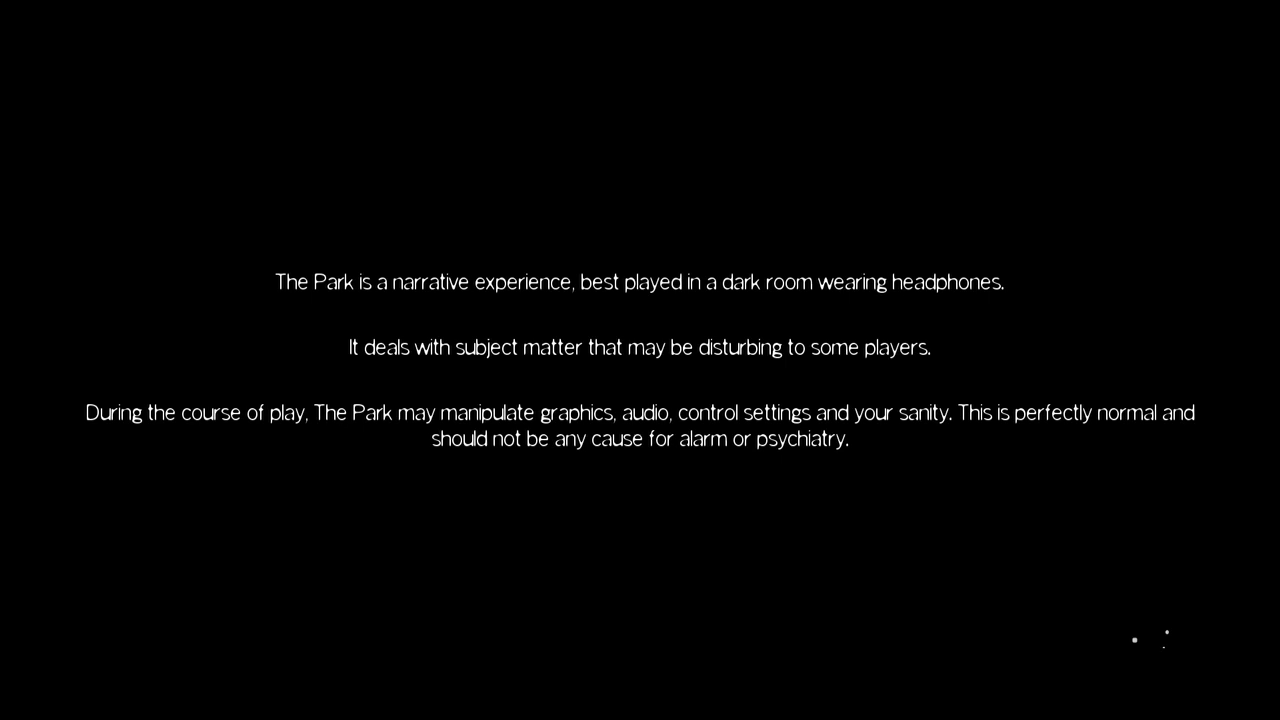 The Park is a narrative experience, best played in a dark room wearing headphones.
It deals with subject matter that may be disturbing to some players.
During the course of play, The Park may manipulate graphics, audio, control settings and your sanity. This is perfectly normal and
should not be any cause for alarm or psychiatry.